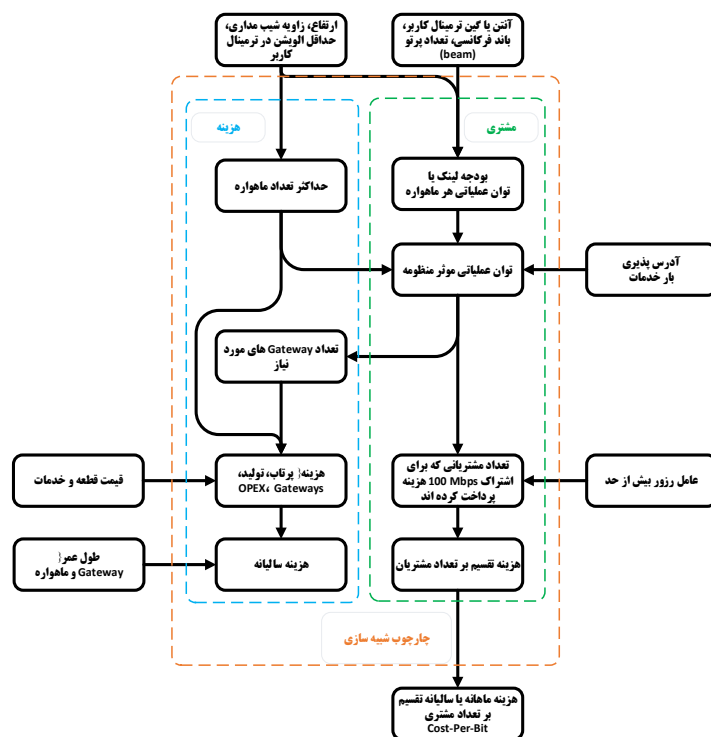 ارتفاع، زاویه شیب مداری،
حداقل الویشن در ترمینال
کاربر
آنتن یا گین ترمینال کاربر،
باند فرکانسی، تعداد پرتو
(beam)
هزینه
مشتری
حداکثر تعداد ماهواره
بودجه لینک یا
توان عملیاتی هر ماهواره
توان عملیاتی موثر منظومه
آدرس پذیری
بار خدمات
تعداد Gateway های مورد
نیاز
قیمت قطعه و خدمات
هزینه{ پرتاب، تولید،
OPEX، Gateways
تعداد مشتریانی که برای
اشتراک 100 Mbps هزینه
پرداخت کرده اند
عامل رزور بیش از حد
طول عمر{
Gateway و ماهواره
هزینه سالیانه
هزینه تقسیم بر تعداد مشتریان
چارچوب شبیه سازی
هزینه ماهانه یا سالیانه تقسیم
بر تعداد مشتری
Cost-Per-Bit